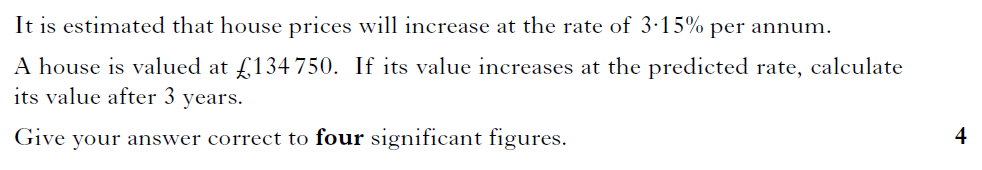 It is estimated that house prices will increase at the rate of 3·15% per annum.
A house is valued at £134 750. If its value increases at the predicted rate, calculate
its value after 3 years.
Give your answer correct to four significant figures. 4